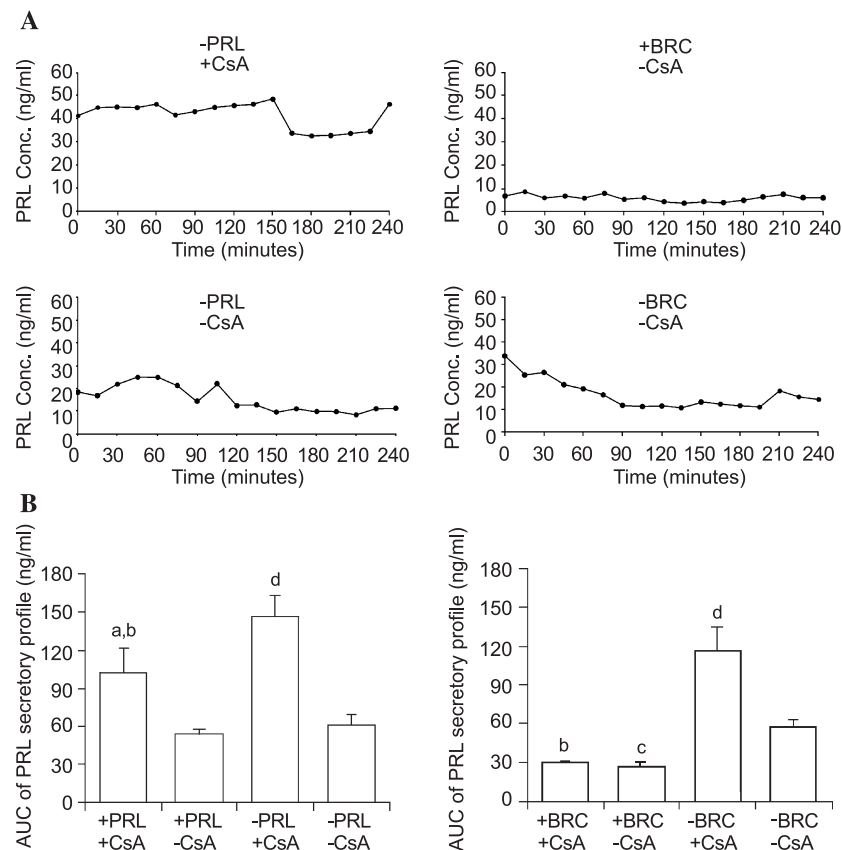 A
-PRL
+CsA
PRL Conc. (ng/ml)
60
50
40
30
20
10
0
0 30 60 90 120 150 180 210 240
Time (minutes)
+BRC
-CsA
PRL Conc. (ng/ml)
60
50
40
30
20
10
0
0 30 60 90 120 150 180 210 240
Time (minutes)
-PRL
-CsA
PRL Conc. (ng/ml)
60
50
40
30
20
10
0
0 30 60 90 120 150 180 210 240
Time (minutes)
-BRC
-CsA
PRL Conc. (ng/ml)
60
50
40
30
20
10
0
0 30 60 90 120 150 180 210 240
Time (minutes)
B
AUC of PRL secretory profile (ng/ml)
180
150
120
90
60
30
0
a,b
d
+PRL +PRL -PRL -PRL
+CsA -CsA +CsA -CsA
AUC of PRL secretory profile (ng/ml)
180
150
120
90
60
30
0
b
c
d
+BRC +BRC -BRC -BRC
+CsA -CsA +CsA -CsA